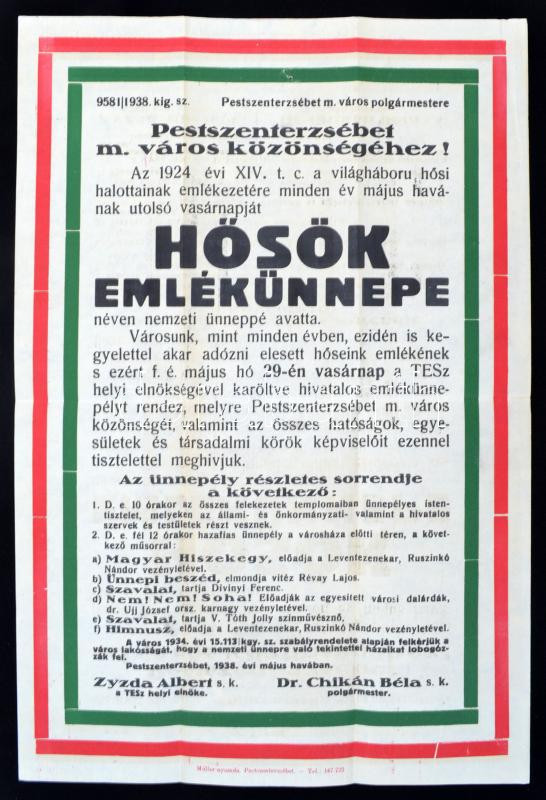 9581|1938. kig. sz. Pestszenterzsébet m. város polgármestere
Pestszenterzsébet
m. város közönségéhez!
Az 1924 évi XIV. t. c. a világháboru hősi
halottainak emlékezetére minden év május havá-
nak utolsó vasárnapját
HŐSÖK
EMLÉKÜNNEPE
néven nemzeti ünneppé avatta.
Városunk, mint minden évben, ezidén is ke-
gyelettel akar adózni elesett hőseink emlékének
s ezért f. é. május hó 29-én vasárnap a TESz
helyi elnökségével karöltve hivatalos emlékünne-
pélyt rendez, melyre Pestszenterzsébet m. város
közönségét, valamint az összes hatóságok, egye-
sületek és társadalmi körök képviselőit ezennel
tisztelettel meghivjuk.
Az ünnepély részletes sorrendje
a következő:
1. D. e. 10 órakor az összes felekezetek templomaiban ünnepélyes isten-
tisztelet, melyeken az állami- és önkormányzati- valamint a hivatalos
szervek és testületek részt vesznek.
2. D. e. fél 12 órakor hazafias ünnepély a városháza előtti téren, a követ-
kező műsorral:
a) Magyar Hiszekegy, előadja a Leventezenekar, Ruszinkó
Nándor vezényletével.
b) Ünnepi beszéd, elmondja vitéz Révay Lajos.
c) Szavalat, tartja Divinyi Ferenc.
d) Nem! Nem! Soha! Előadják az egyesített városi dalárdák,
dr. Ujj József orsz. karnagy vezényletével.
e) Szavalat, tartja V. Tóth Jolly szinművésznő,
f) Himnusz, előadja a Leventezenekar, Ruszinkó Nándor vezényletével.
A város 1934. évi 15.113|kgy. sz. szabályrendelete alapján felkérjük a
város lakósságát, hogy a nemzeti ünnepre való tekintettel házaikat lobogóz-
zák fel.
Pestszenterzsébet, 1938. évi május havában.
Zyzda Albert s. k. Dr. Chikán Béla s. k.
a TESz helyi elnöke. polgármester.
Müller nyomda, Pestszenterzsébet. — Tel.: 147-723